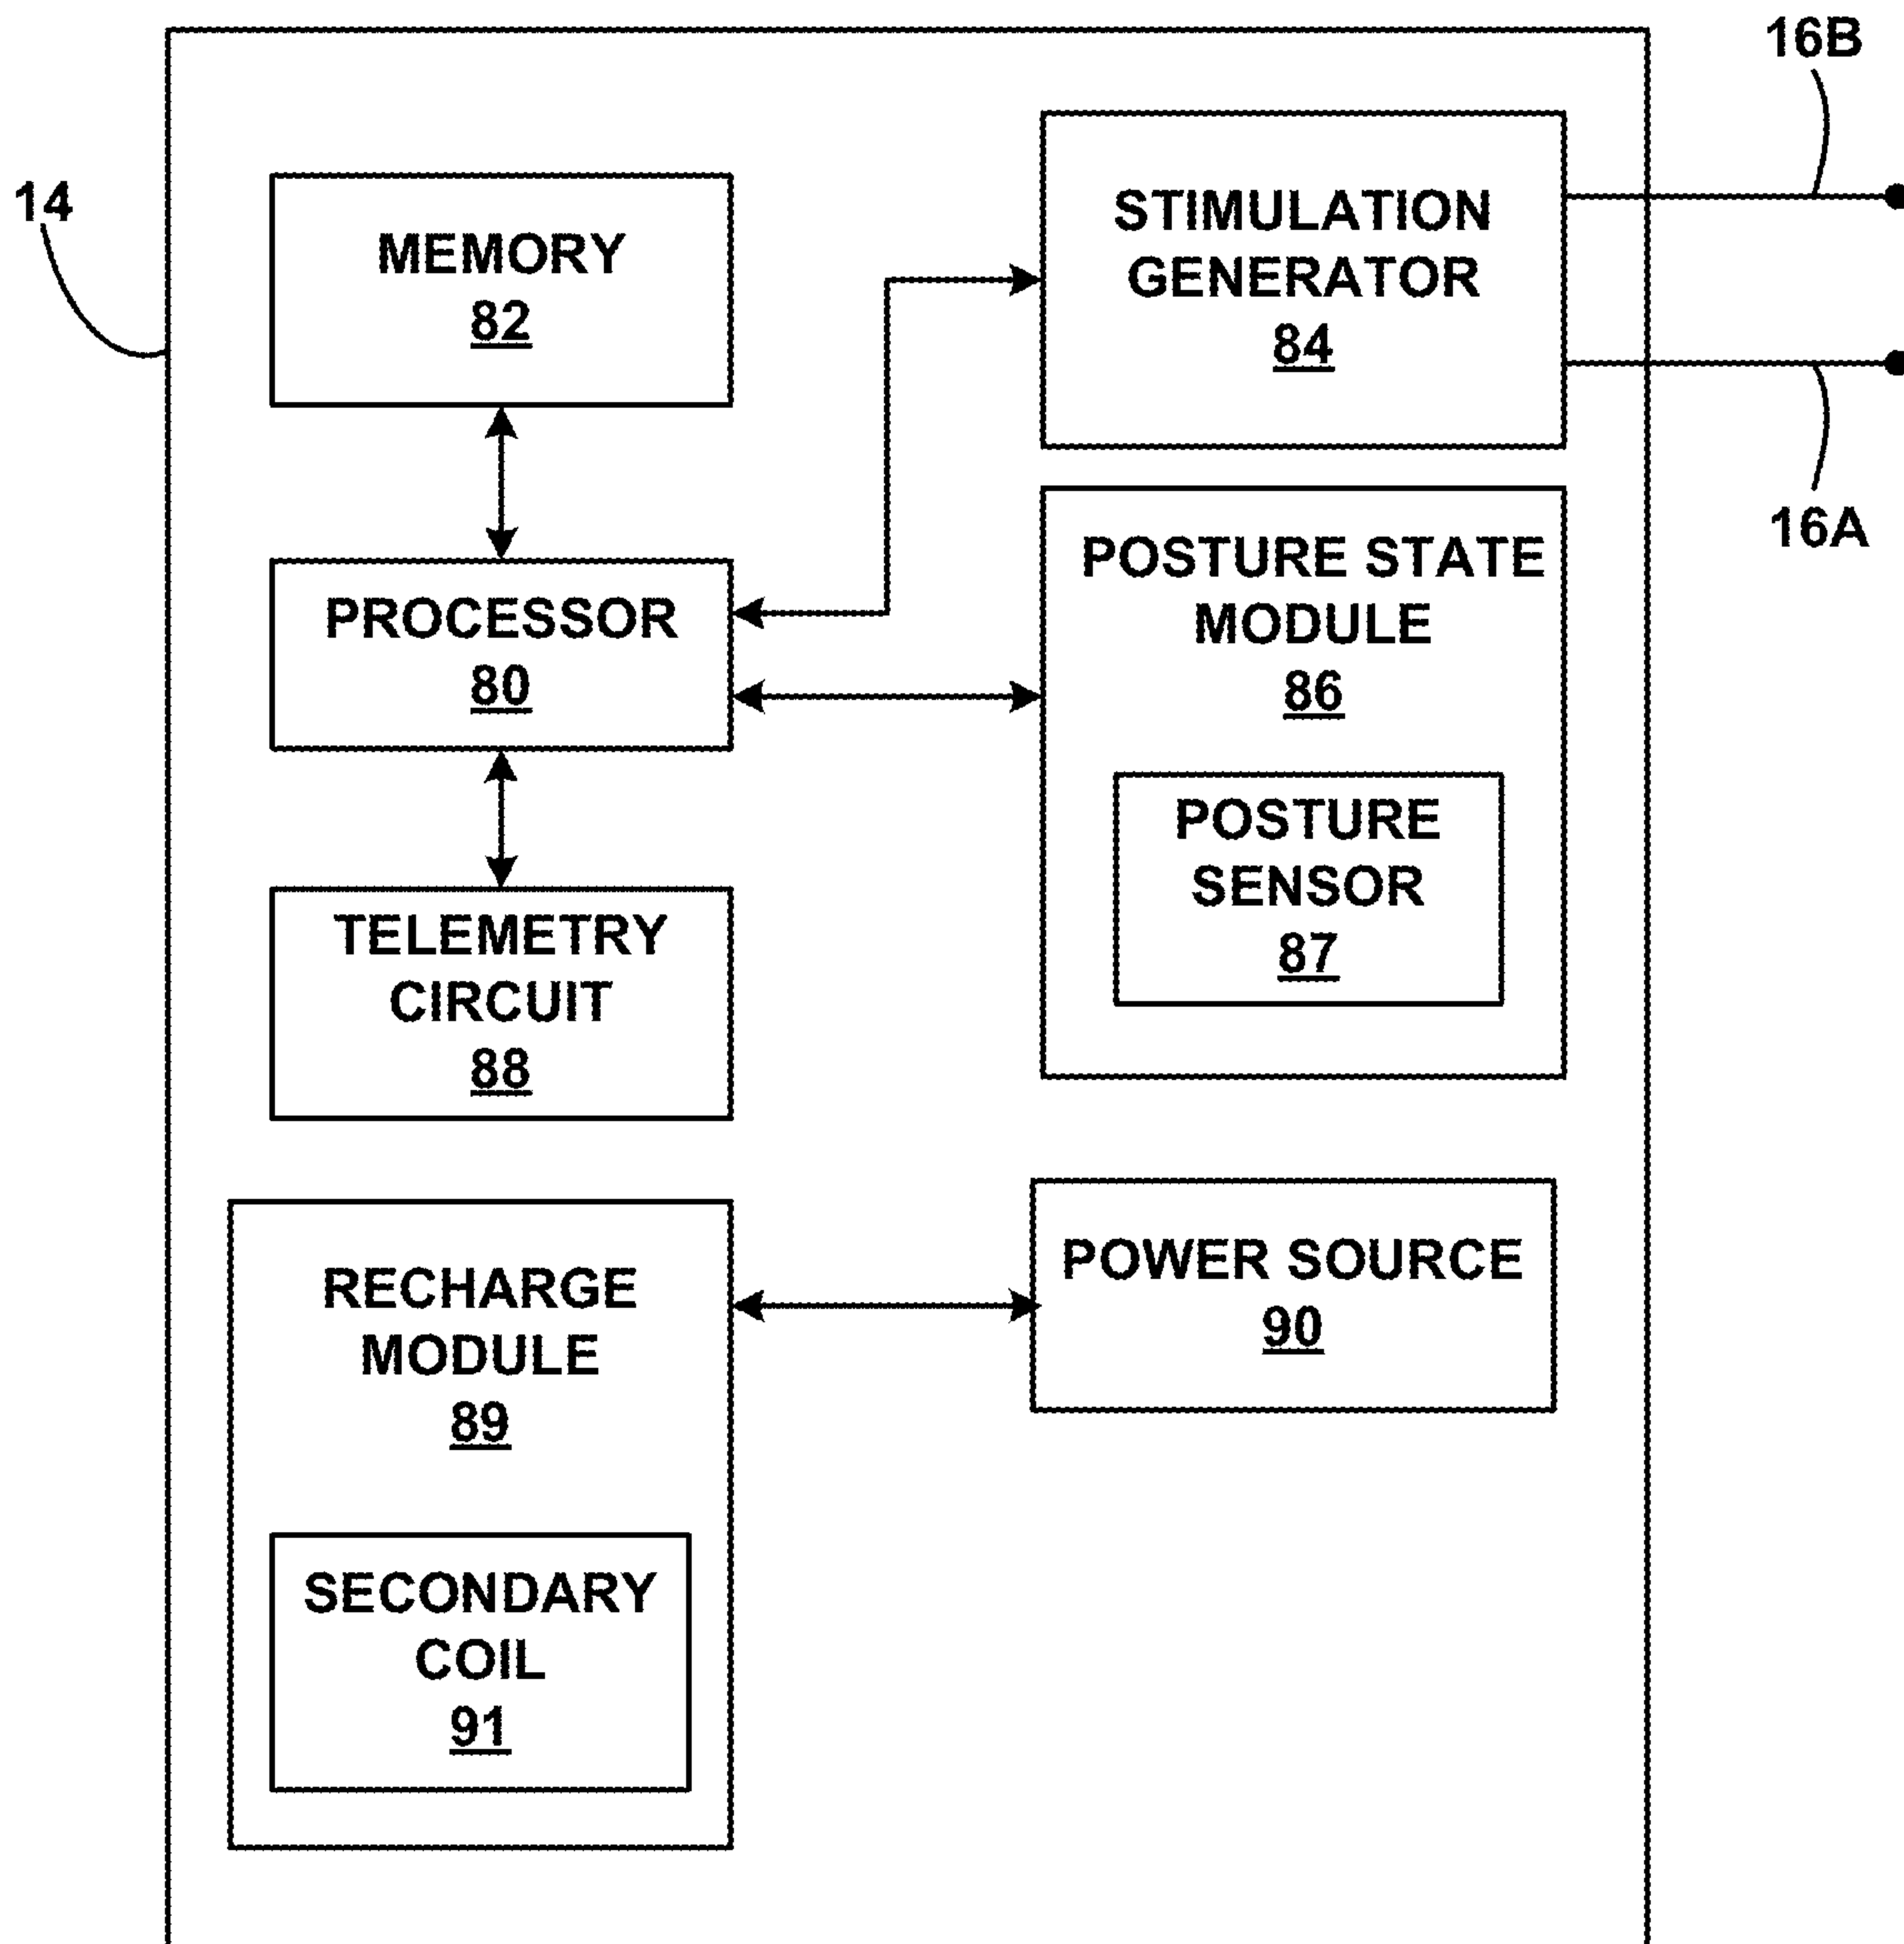 16B
14
MEMORY
82
STIMULATION
GENERATOR
84
16A
PROCESSOR
80
POSTURE STATE
MODULE
86
POSTURE
SENSOR
87
TELEMETRY
CIRCUIT
88
RECHARGE
MODULE
89
POWER SOURCE
90
SECONDARY
COIL
91